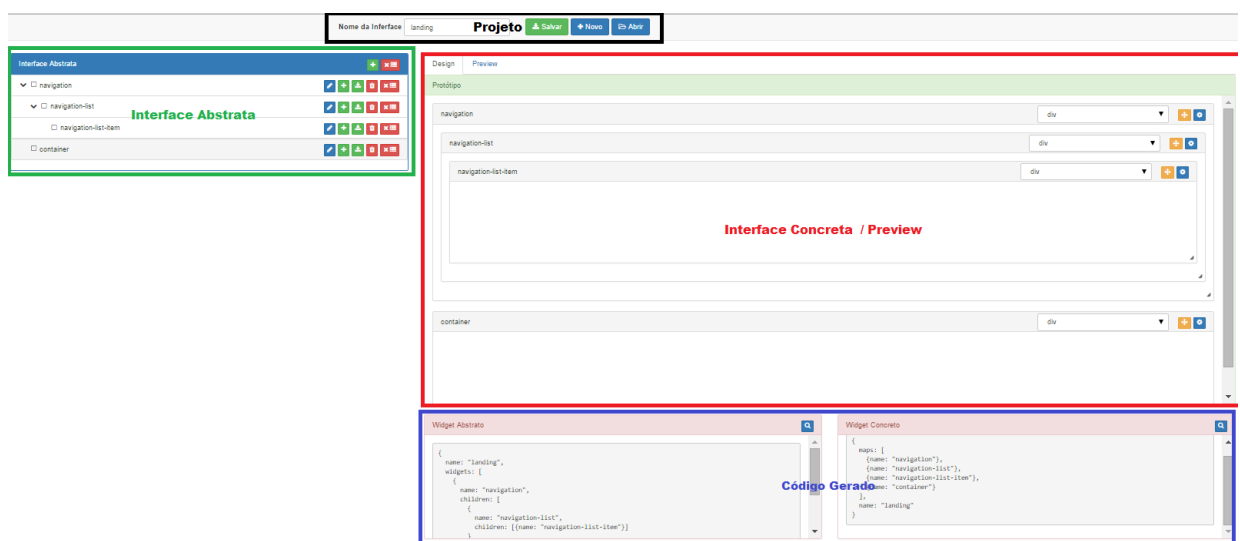 Nome da Inferface landing Projeto Salvar Novo Abrir
Interface Abstrata
navigation
navigation-list
Interface Abstrata
navigation-list-item
container
Design Preview
Protótipo
navigation div
navigation-list div
navigation-list-item div
Interface Concreta / Preview
container div
Widget Abstrato
{
name: "landing",
widgets: [
{
name: "navigation",
children: [
{
name: "navigation-list",
children: [{name: "navigation-list-item"}]
}
Código Gerado
Widget Concreto
{
maps: [
{name: "navigation"},
{name: "navigation-list"},
{name: "navigation-list-item"},
name: "container"}
],
name: "landing"
}